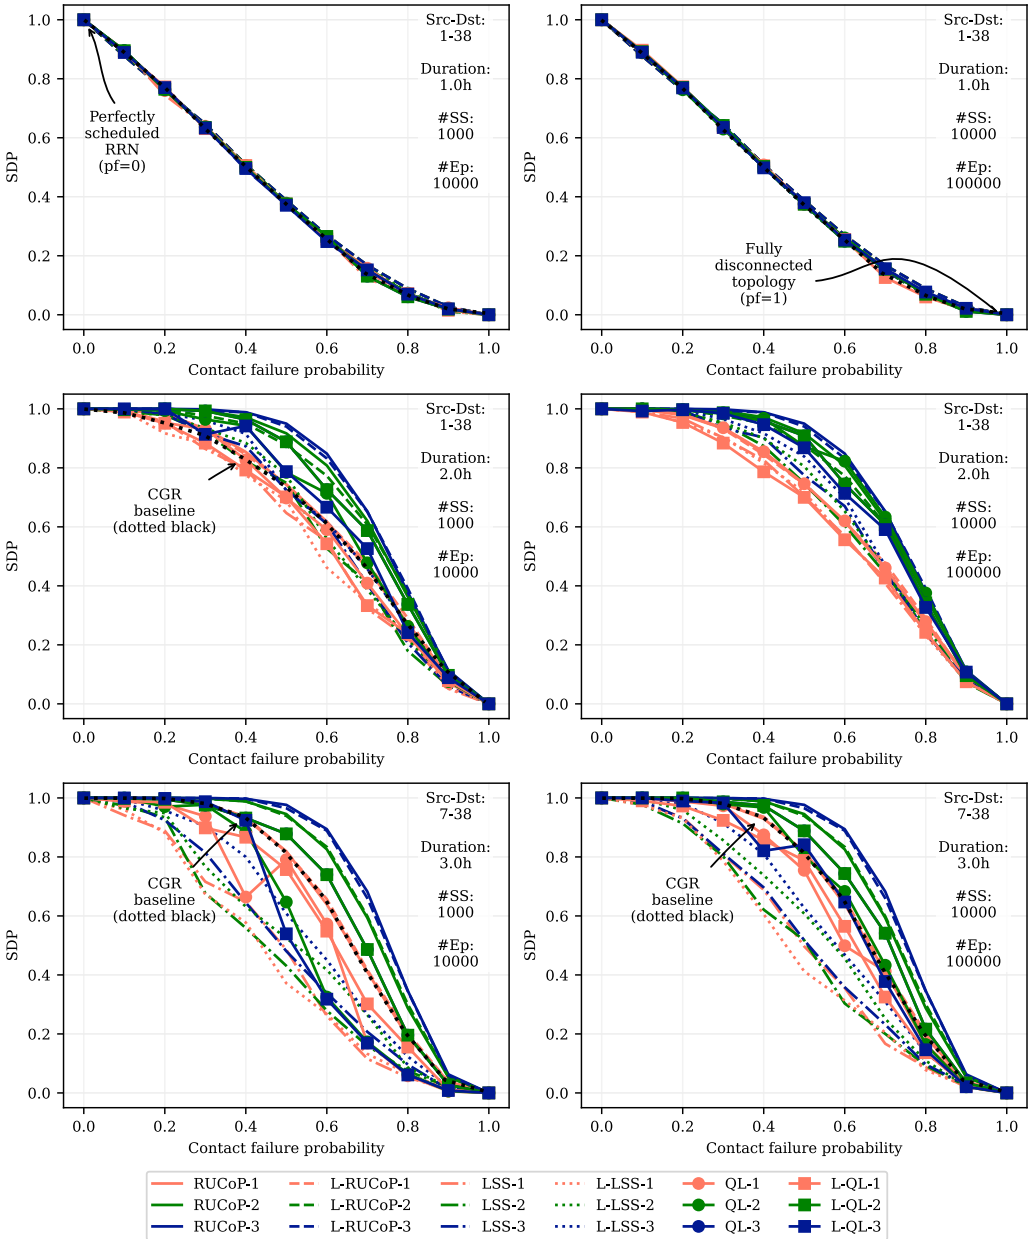 1.0
0.8
0.6
0.4
0.2
0.0
SDP
0.0 0.2 0.4 0.6 0.8 1.0
Contact failure probability
Perfectly
scheduled
RRN
(pf=0)
Src-Dst:
1-38
Duration:
1.0h
#SS:
1000
#Ep:
10000
1.0
0.8
0.6
0.4
0.2
0.0
SDP
0.0 0.2 0.4 0.6 0.8 1.0
Contact failure probability
Fully
disconnected
topology
(pf=1)
Src-Dst:
1-38
Duration:
1.0h
#SS:
10000
#Ep:
100000
1.0
0.8
0.6
0.4
0.2
0.0
SDP
0.0 0.2 0.4 0.6 0.8 1.0
Contact failure probability
CGR
baseline
(dotted black)
Src-Dst:
1-38
Duration:
2.0h
#SS:
1000
#Ep:
10000
1.0
0.8
0.6
0.4
0.2
0.0
SDP
0.0 0.2 0.4 0.6 0.8 1.0
Contact failure probability
Src-Dst:
1-38
Duration:
2.0h
#SS:
10000
#Ep:
100000
1.0
0.8
0.6
0.4
0.2
0.0
SDP
0.0 0.2 0.4 0.6 0.8 1.0
Contact failure probability
CGR
baseline
(dotted black)
Src-Dst:
7-38
Duration:
3.0h
#SS:
1000
#Ep:
10000
1.0
0.8
0.6
0.4
0.2
0.0
SDP
0.0 0.2 0.4 0.6 0.8 1.0
Contact failure probability
CGR
baseline
(dotted black)
Src-Dst:
7-38
Duration:
3.0h
#SS:
10000
#Ep:
100000
RUCoP-1 L-RUCoP-1 LSS-1 L-LSS-1 QL-1 L-QL-1
RUCoP-2 L-RUCoP-2 LSS-2 L-LSS-2 QL-2 L-QL-2
RUCoP-3 L-RUCoP-3 LSS-3 L-LSS-3 QL-3 L-QL-3